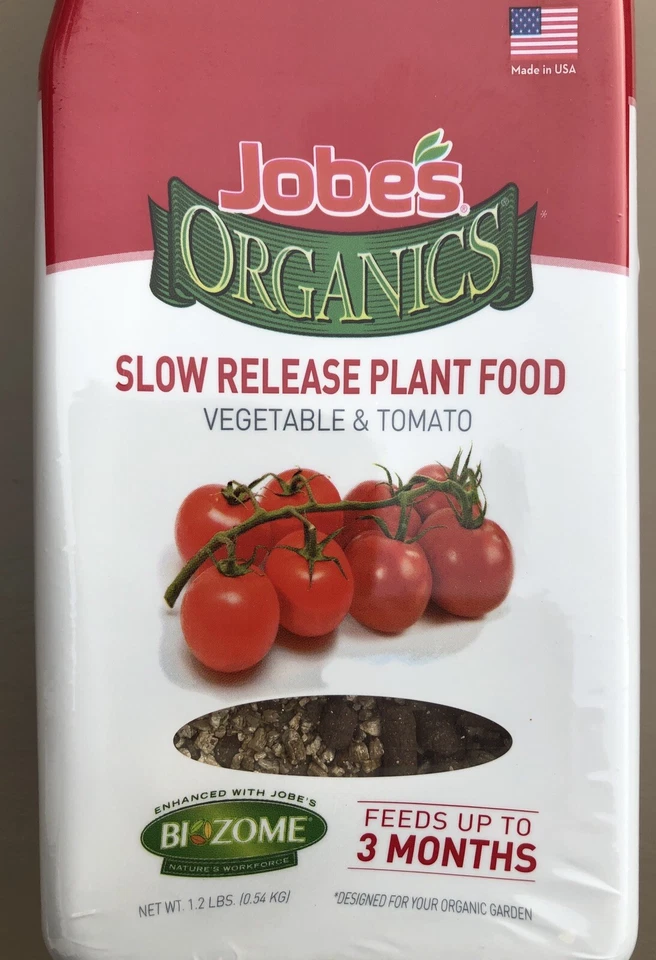 Made in USA
Jobe's®
ORGANICS® *
SLOW RELEASE PLANT FOOD
VEGETABLE & TOMATO
ENHANCED WITH JOBE'S
BIOZOME®
NATURE'S WORKFORCE
FEEDS UP TO
3 MONTHS
NET WT. 1.2 LBS. (0.54 KG)
*DESIGNED FOR YOUR ORGANIC GARDEN